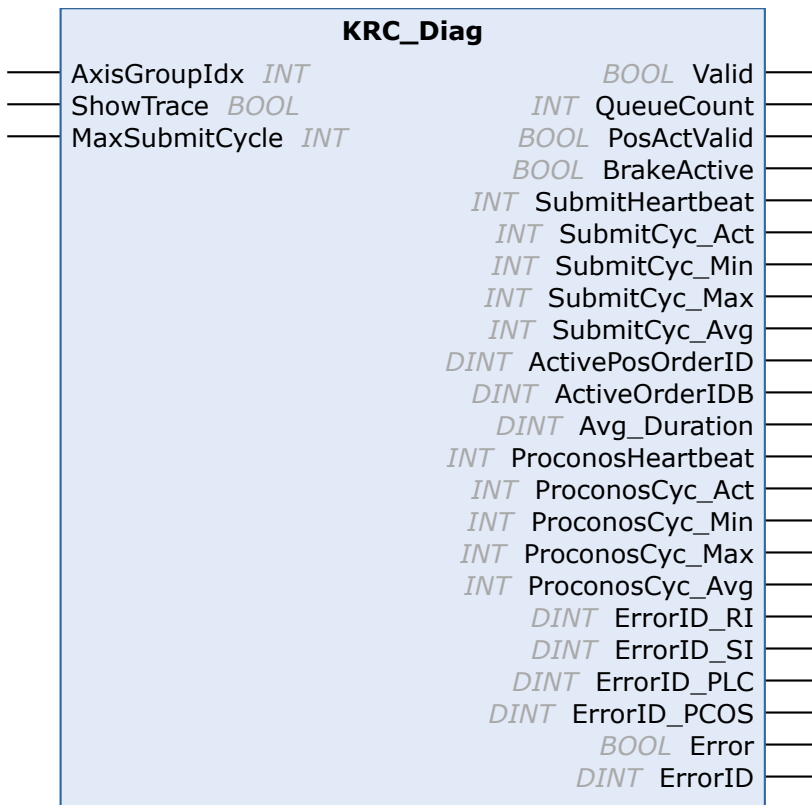 KRC_Diag
AxisGroupIdx INT BOOL Valid
ShowTrace BOOL INT QueueCount
MaxSubmitCycle INT BOOL PosActValid
BOOL BrakeActive
INT SubmitHeartbeat
INT SubmitCyc_Act
INT SubmitCyc_Min
INT SubmitCyc_Max
INT SubmitCyc_Avg
DINT ActivePosOrderID
DINT ActiveOrderIDB
DINT Avg_Duration
INT ProconosHeartbeat
INT ProconosCyc_Act
INT ProconosCyc_Min
INT ProconosCyc_Max
INT ProconosCyc_Avg
DINT ErrorID_RI
DINT ErrorID_SI
DINT ErrorID_PLC
DINT ErrorID_PCOS
BOOL Error
DINT ErrorID